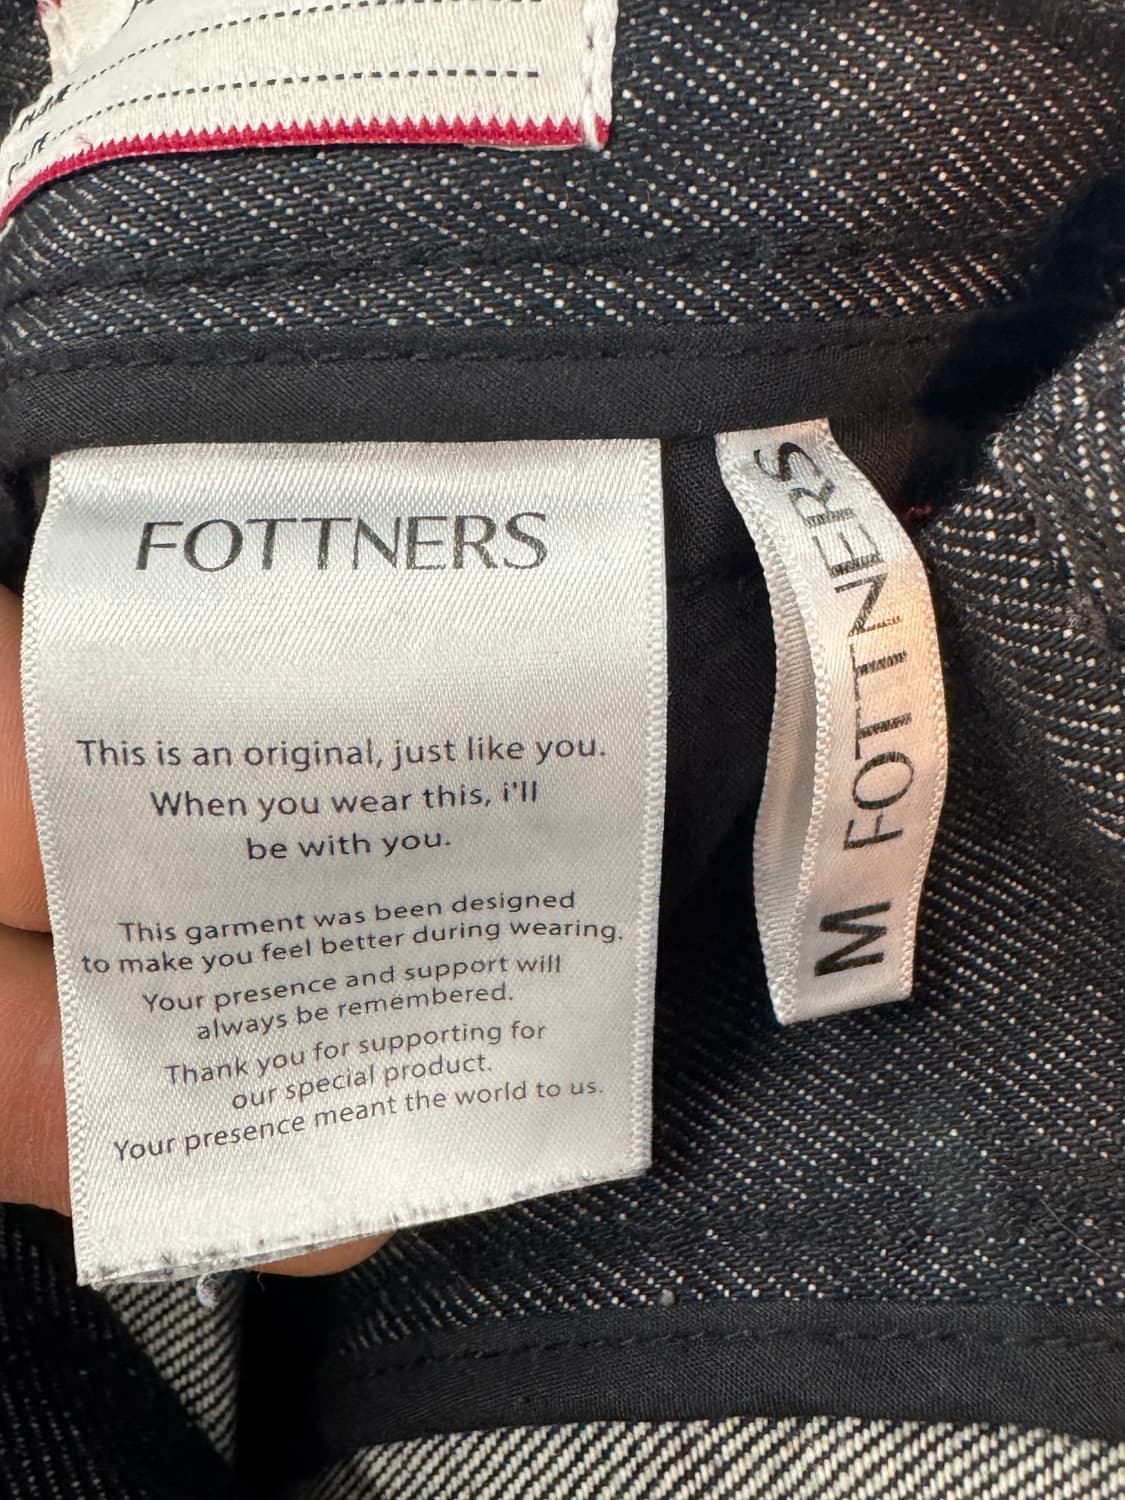 FOTTNERS
This is an original, just like you.
When you wear this, i'll
be with you.
This garment was been designed
to make you feel better during wearing.
Your presence and support will
always be remembered.
Thank you for supporting for
our special product.
Your presence meant the world to us.
M FOTTNERS